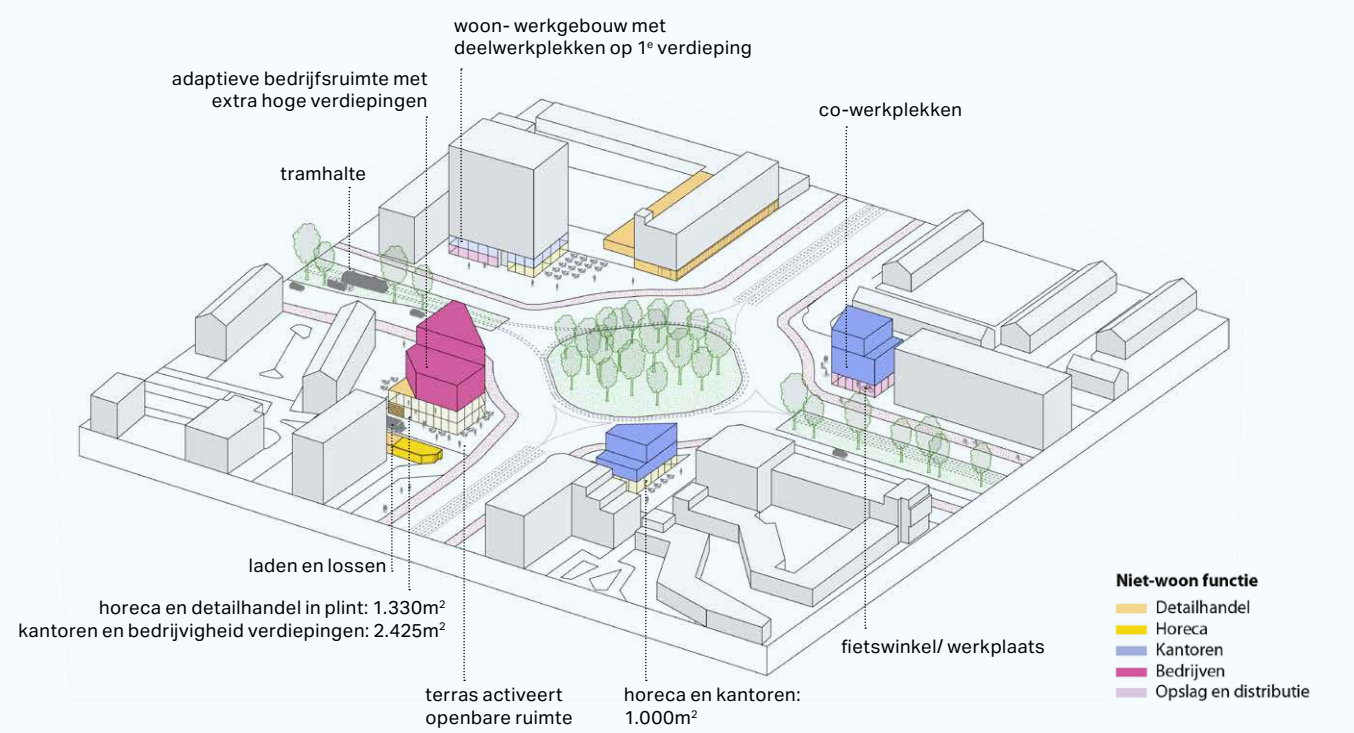 woon- werkgebouw met
deelwerkplekken op 1e verdieping
adaptieve bedrijfsruimte met
extra hoge verdiepingen
co-werkplekken
tramhalte
laden en lossen
horeca en detailhandel in plint: 1.330m²
kantoren en bedrijvigheid verdiepingen: 2.425m²
terras activeert
openbare ruimte
horeca en kantoren:
1.000m²
fietswinkel/ werkplaats
Niet-woon functie
Detailhandel
Horeca
Kantoren
Bedrijven
Opslag en distributie